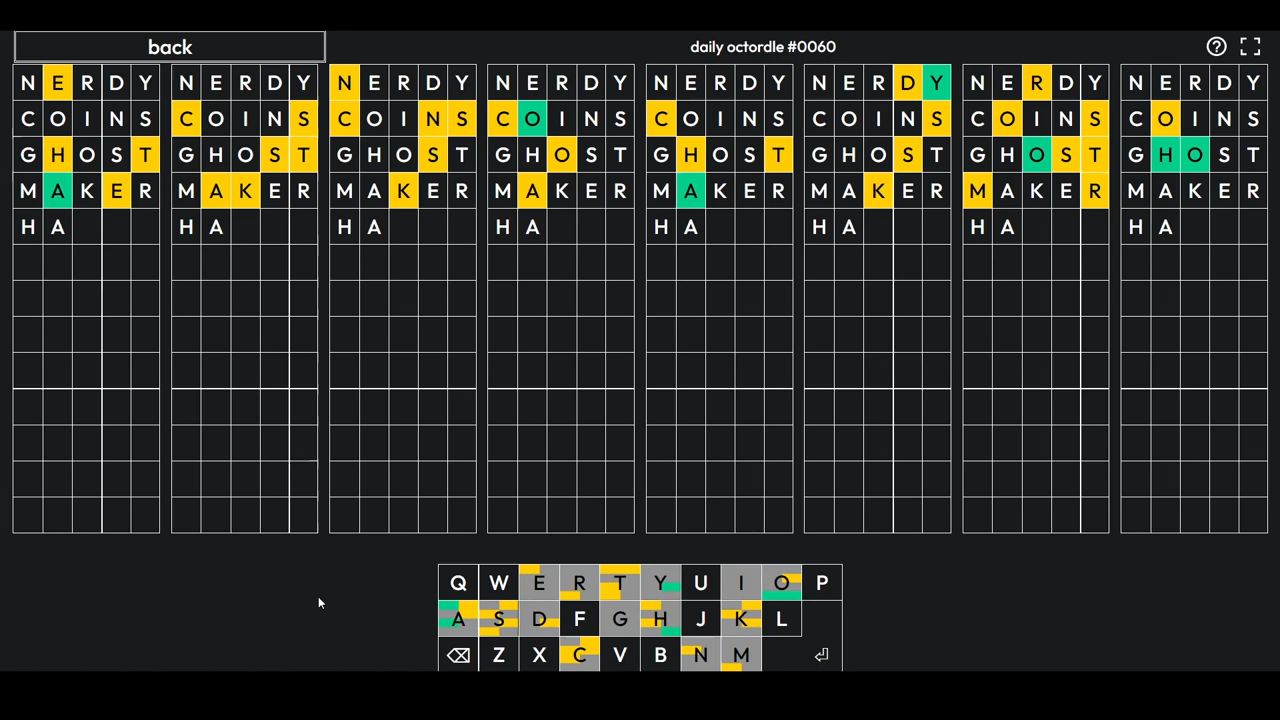 back
daily octordle #0060
NERDY NERDY NERDY NERDY NERDY NERDY NERDY NERDY
COINS COINS COINS COINS COINS COINS COINS COINS
GHOST GHOST GHOST GHOST GHOST GHOST GHOST GHOST
MAKER MAKER MAKER MAKER MAKER MAKER MAKER MAKER
HA HA HA HA HA HA HA HA
Q W E R T Y U I O P
A S D F G H J K L
Z X C V B N M